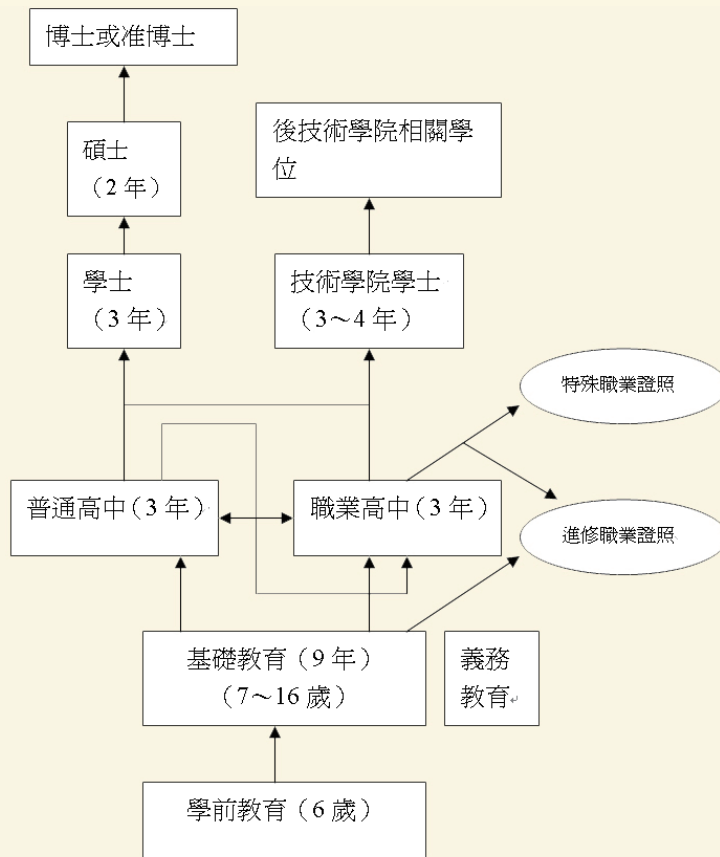 博士或准博士
碩士
（2 年）
後技術學院相關學
位
學士
（3 年）
技術學院學士
（3～4 年）
特殊職業證照
普通高中（3 年）
職業高中（3 年）
進修職業證照
基礎教育（9 年）
（7～16 歲）
義務
教育
學前教育（6 歲）